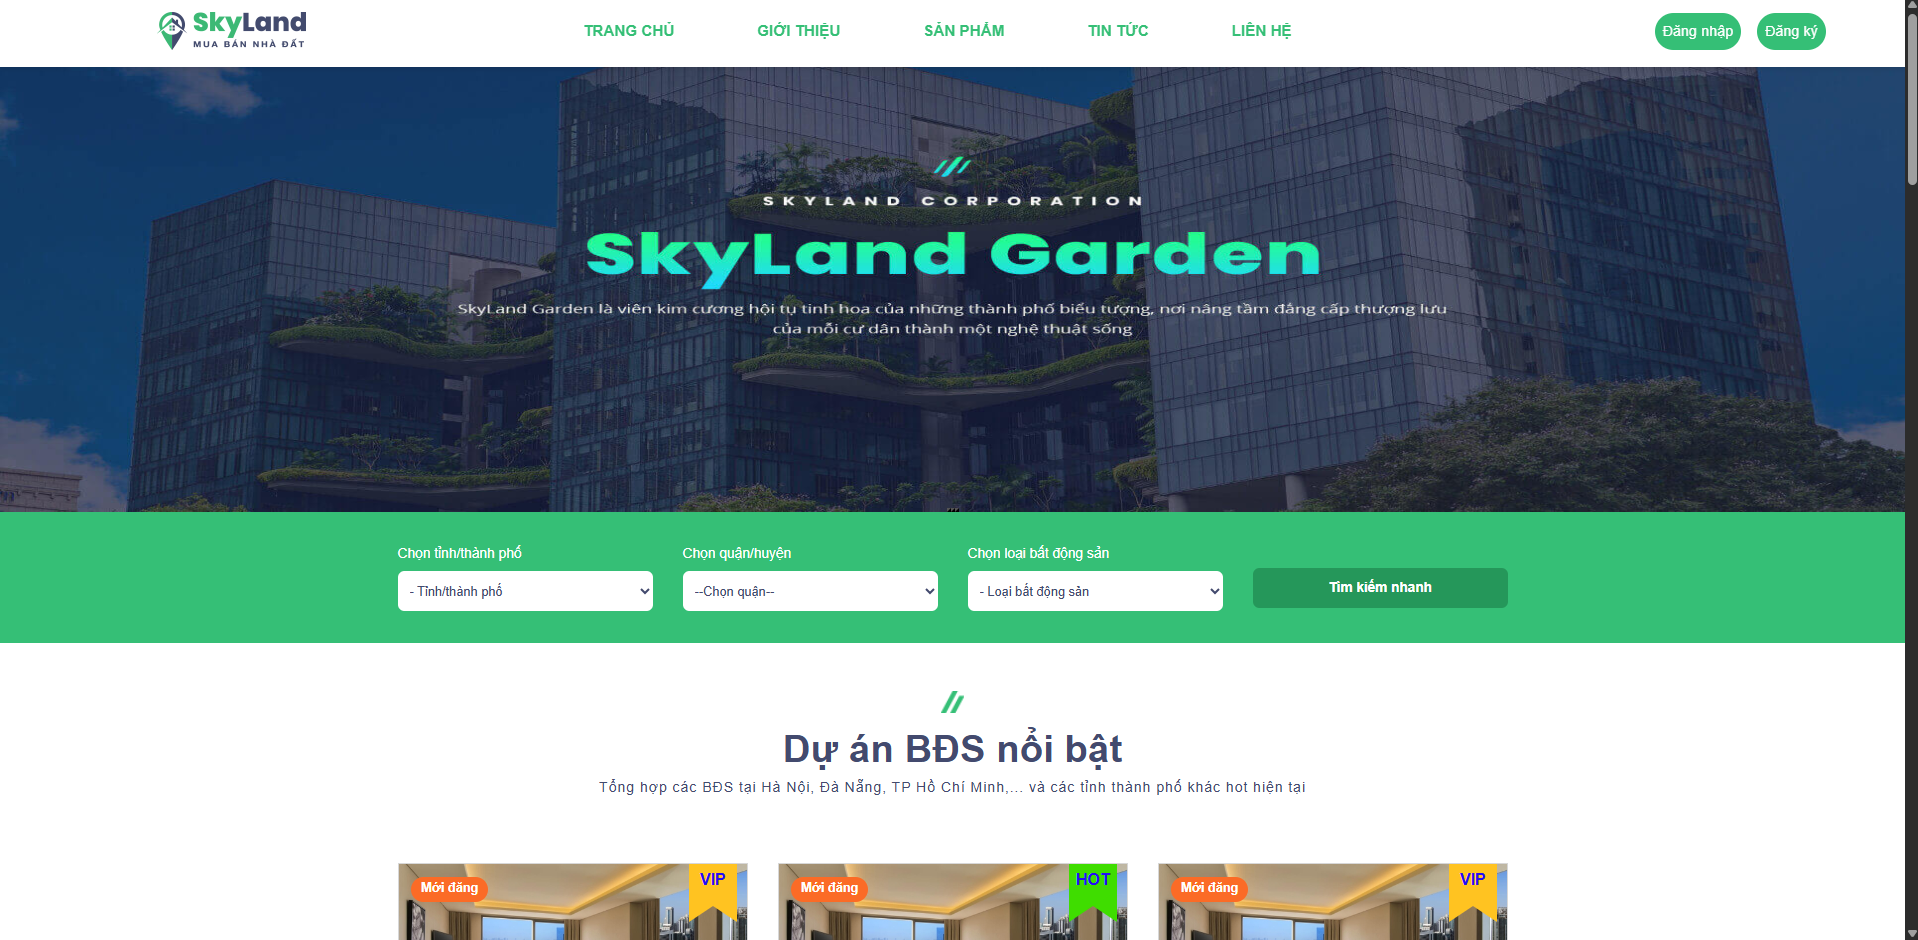 SkyLand
MUA BÁN NHÀ ĐẤT
TRANG CHỦ
GIỚI THIỆU
SẢN PHẨM
TIN TỨC
LIÊN HỆ
Đăng nhập
Đăng ký
SKYLAND CORPORATION
SkyLand Garden
SkyLand Garden là viên kim cương hội tụ tinh hoa của những thành phố biểu tượng, nơi nâng tầm đẳng cấp thượng lưu
của mỗi cư dân thành một nghệ thuật sống
Chọn tỉnh/thành phố
Chọn quận/huyện
Chọn loại bất động sản
- Tỉnh/thành phố
--Chọn quận--
- Loại bất động sản
Tìm kiếm nhanh
Dự án BĐS nổi bật
Tổng hợp các BĐS tại Hà Nội, Đà Nẵng, TP Hồ Chí Minh,... và các tỉnh thành phố khác hot hiện tại
Mới đăng
VIP
Mới đăng
HOT
Mới đăng
VIP